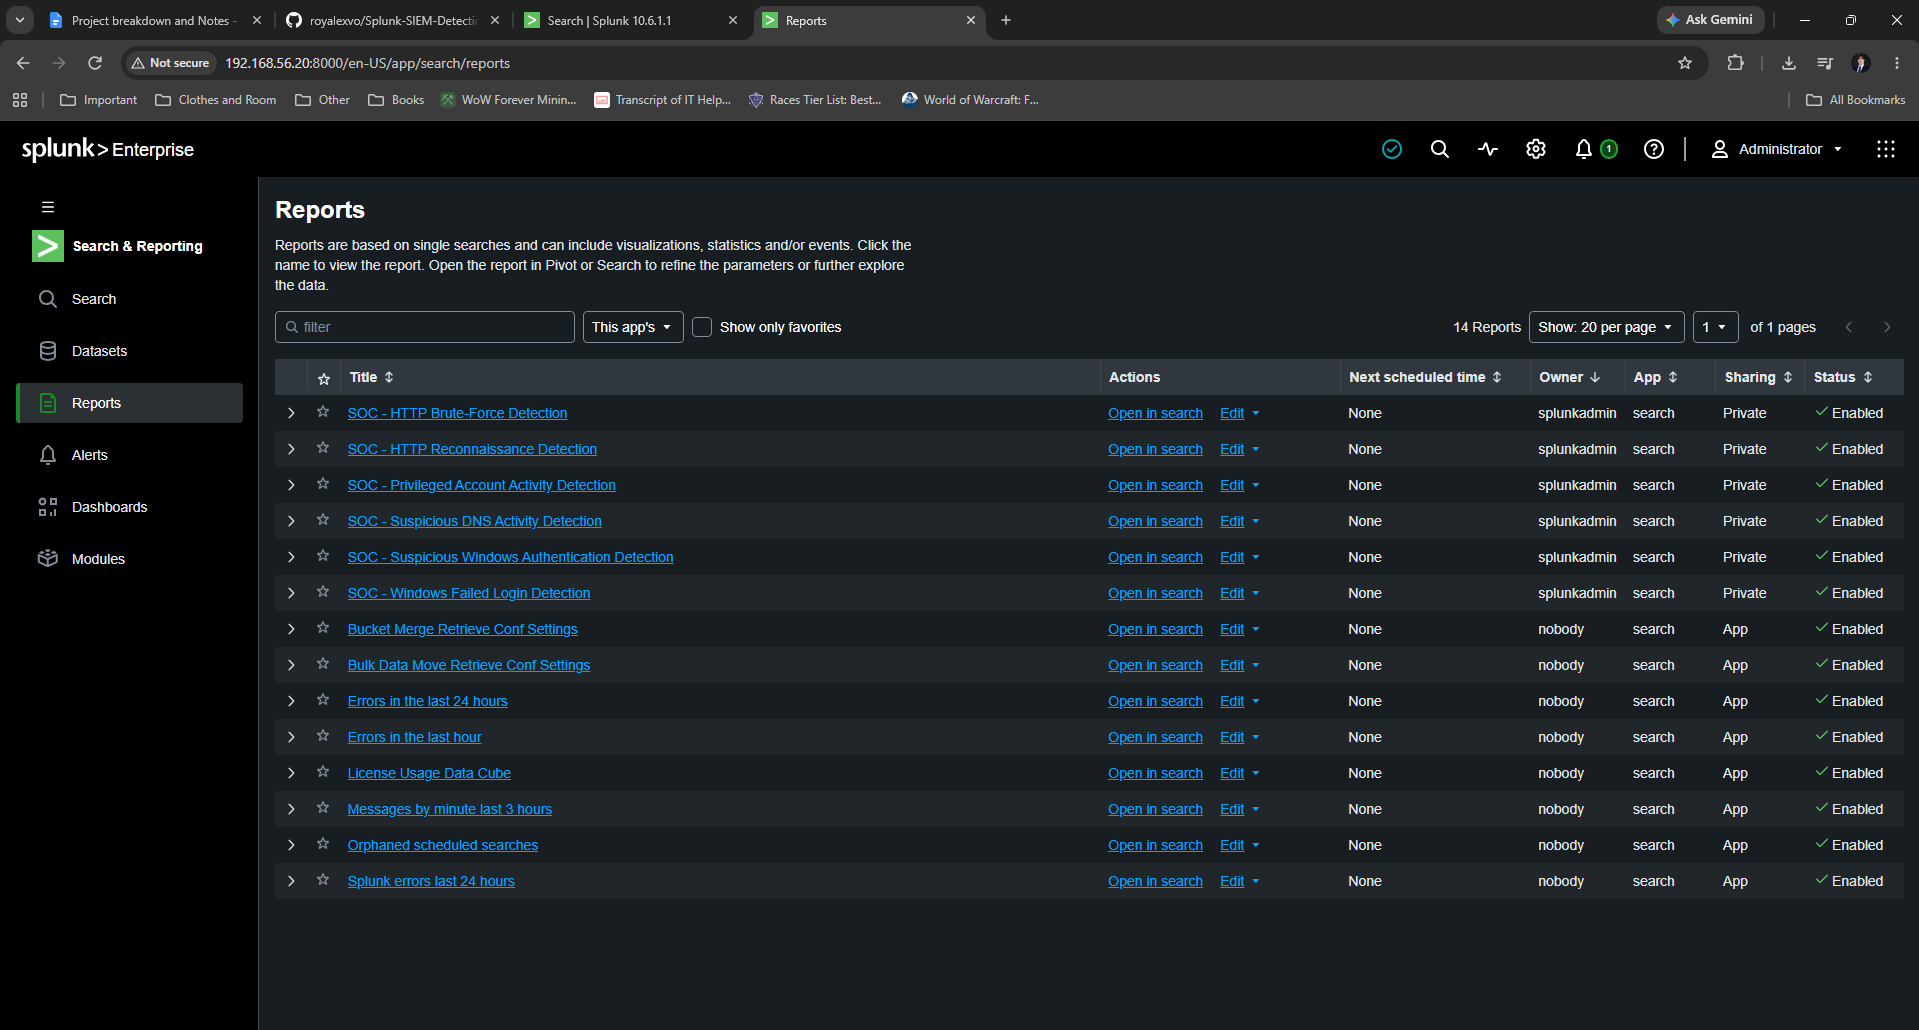 Project breakdown and Notes -
royalexvo/Splunk-SIEM-Detectio
Search | Splunk 10.6.1.1
Reports
Ask Gemini
Not secure
192.168.56.20:8000/en-US/app/search/reports
Important
Clothes and Room
Other
Books
WoW Forever Minin...
Transcript of IT Help...
Races Tier List: Best...
World of Warcraft: F...
All Bookmarks
splunk>Enterprise
1
Administrator
Search & Reporting
Search
Datasets
Reports
Alerts
Dashboards
Modules
Reports
Reports are based on single searches and can include visualizations, statistics and/or events. Click the
name to view the report. Open the report in Pivot or Search to refine the parameters or further explore
the data.
filter
This app's
Show only favorites
14 Reports
Show: 20 per page
1
of 1 pages
Title Actions Next scheduled time Owner App Sharing Status
SOC - HTTP Brute-Force Detection Open in search Edit None splunkadmin search Private Enabled
SOC - HTTP Reconnaissance Detection Open in search Edit None splunkadmin search Private Enabled
SOC - Privileged Account Activity Detection Open in search Edit None splunkadmin search Private Enabled
SOC - Suspicious DNS Activity Detection Open in search Edit None splunkadmin search Private Enabled
SOC - Suspicious Windows Authentication Detection Open in search Edit None splunkadmin search Private Enabled
SOC - Windows Failed Login Detection Open in search Edit None splunkadmin search Private Enabled
Bucket Merge Retrieve Conf Settings Open in search Edit None nobody search App Enabled
Bulk Data Move Retrieve Conf Settings Open in search Edit None nobody search App Enabled
Errors in the last 24 hours Open in search Edit None nobody search App Enabled
Errors in the last hour Open in search Edit None nobody search App Enabled
License Usage Data Cube Open in search Edit None nobody search App Enabled
Messages by minute last 3 hours Open in search Edit None nobody search App Enabled
Orphaned scheduled searches Open in search Edit None nobody search App Enabled
Splunk errors last 24 hours Open in search Edit None nobody search App Enabled